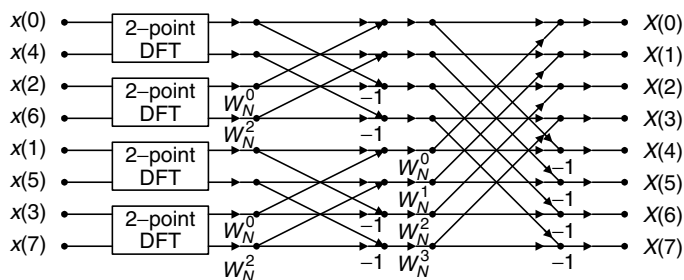 x(0) 2–point DFT X(0)
x(4) X(1)
x(2) 2–point DFT W_N^0 –1 X(2)
x(6) W_N^2 –1 X(3)
x(1) 2–point DFT W_N^0 –1 X(4)
x(5) W_N^1 –1 X(5)
x(3) 2–point DFT W_N^0 –1 W_N^2 –1 X(6)
x(7) W_N^2 –1 W_N^3 –1 X(7)